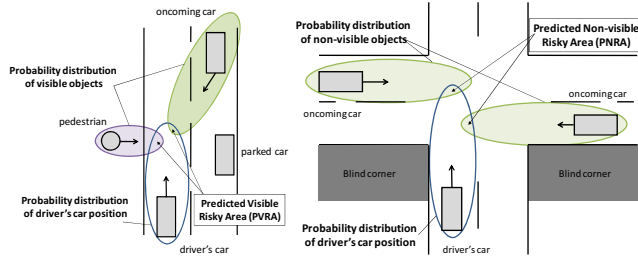 oncoming car
Probability distribution
of visible objects
pedestrian
parked car
Probability distribution
of driver's car position
Predicted Visible
Risky Area (PVRA)
driver's car
Probability distribution
of non-visible objects
Predicted Non-visible
Risky Area (PNRA)
oncoming car
oncoming car
Blind corner
Blind corner
Probability distribution
of driver's car position
driver's car